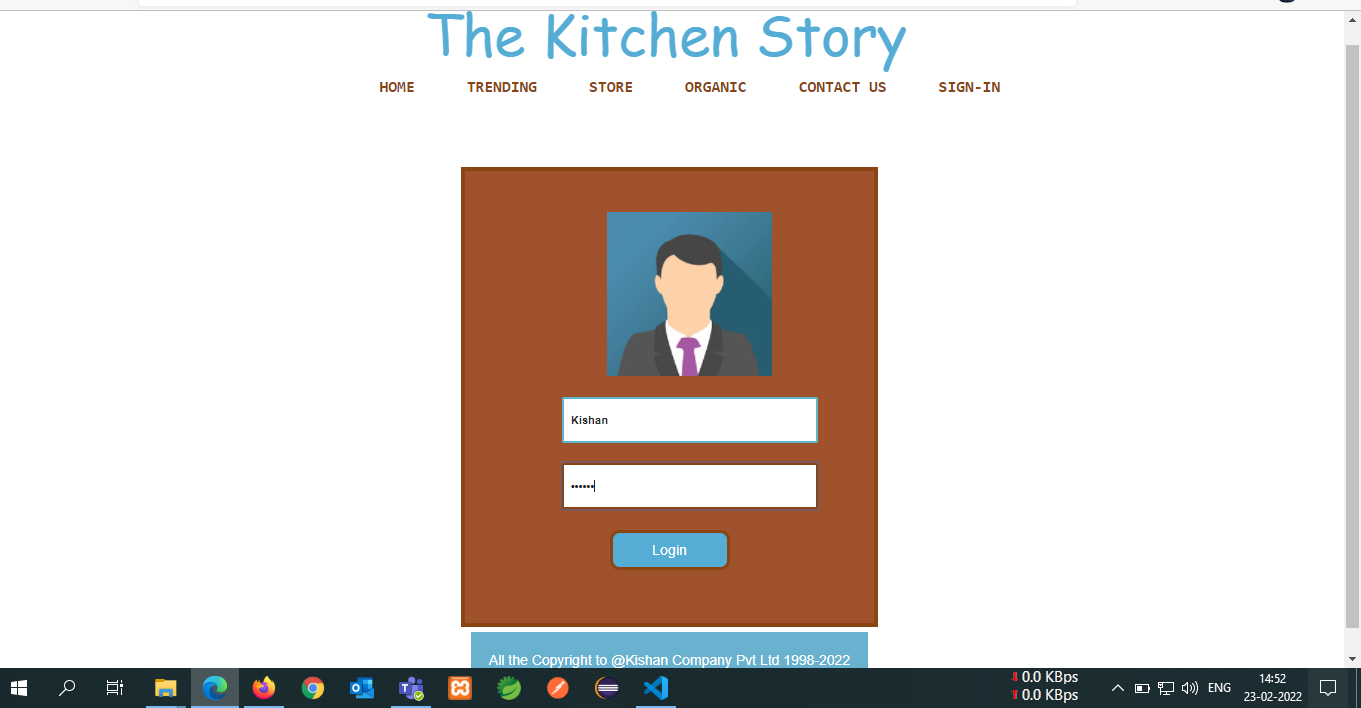 The Kitchen Story
HOME TRENDING STORE ORGANIC CONTACT US SIGN-IN
Kishan
••••••
Login
All the Copyright to @Kishan Company Pvt Ltd 1998-2022
0.0 KBps
0.0 KBps
ENG
14:52
23-02-2022